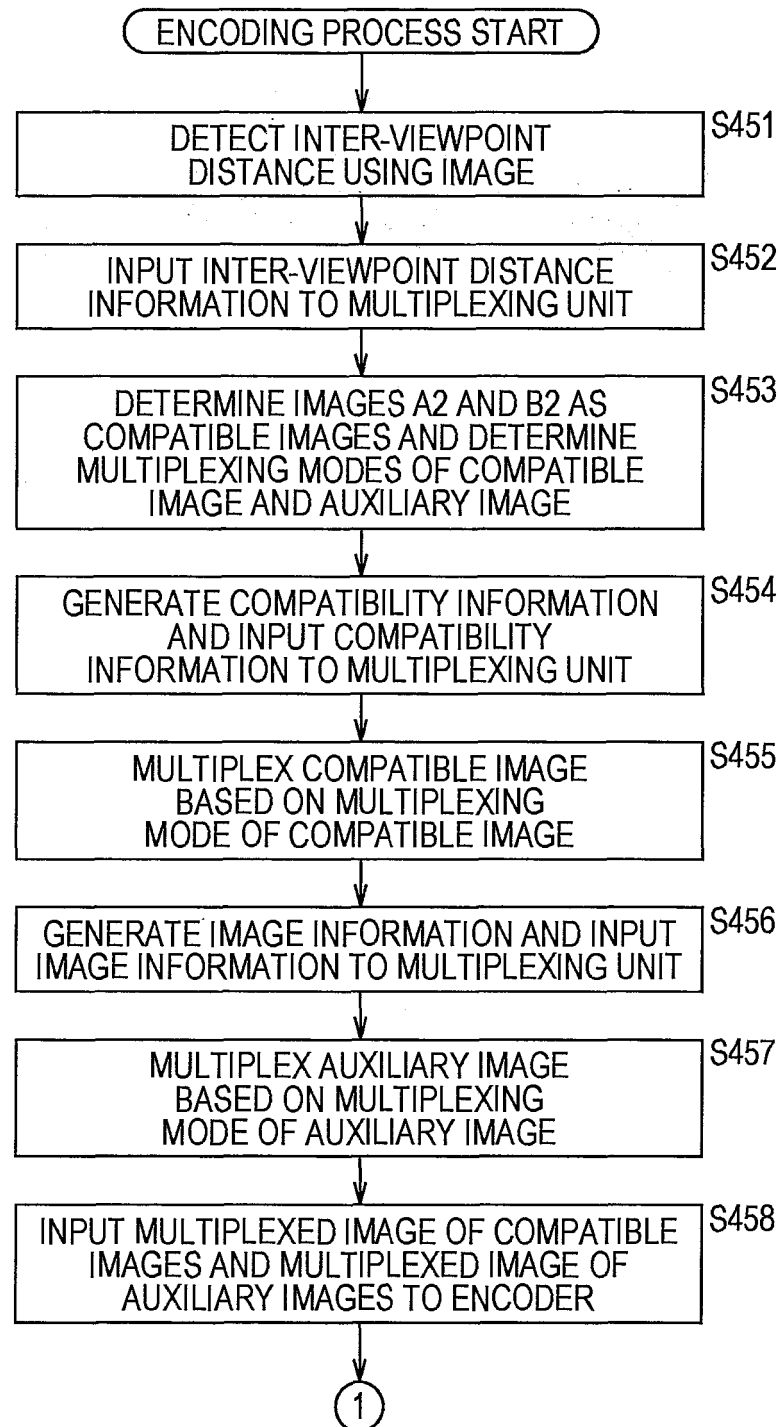 ENCODING PROCESS START
S451
DETECT INTER-VIEWPOINT
DISTANCE USING IMAGE
S452
INPUT INTER-VIEWPOINT DISTANCE
INFORMATION TO MULTIPLEXING UNIT
S453
DETERMINE IMAGES A2 AND B2 AS
COMPATIBLE IMAGES AND DETERMINE
MULTIPLEXING MODES OF COMPATIBLE
IMAGE AND AUXILIARY IMAGE
S454
GENERATE COMPATIBILITY INFORMATION
AND INPUT COMPATIBILITY
INFORMATION TO MULTIPLEXING UNIT
S455
MULTIPLEX COMPATIBLE IMAGE
BASED ON MULTIPLEXING
MODE OF COMPATIBLE IMAGE
S456
GENERATE IMAGE INFORMATION AND INPUT
IMAGE INFORMATION TO MULTIPLEXING UNIT
S457
MULTIPLEX AUXILIARY IMAGE
BASED ON MULTIPLEXING
MODE OF AUXILIARY IMAGE
S458
INPUT MULTIPLEXED IMAGE OF COMPATIBLE
IMAGES AND MULTIPLEXED IMAGE OF
AUXILIARY IMAGES TO ENCODER
1